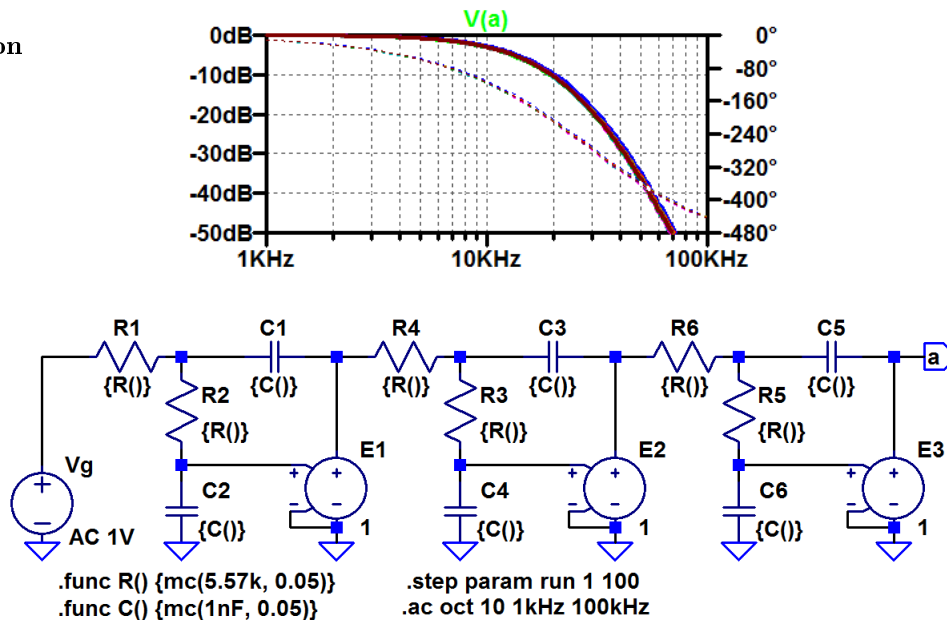 on
V(a)
0dB
-10dB
-20dB
-30dB
-40dB
-50dB
0°
-80°
-160°
-240°
-320°
-400°
-480°
1KHz 10KHz 100KHz
R1 C1 R4 C3 R6 C5
{R()} {C()} {R()} {C()} {R()} {C()}
a
R2 R3 R5
{R()} {R()} {R()}
Vg E1 E2 E3
+ + + + + + +
C2 C4 C6
- - - - - - -
{C()} {C()} {C()}
AC 1V 1 1 1
.func R() {mc(5.57k, 0.05)} .step param run 1 100
.func C() {mc(1nF, 0.05)} .ac oct 10 1kHz 100kHz